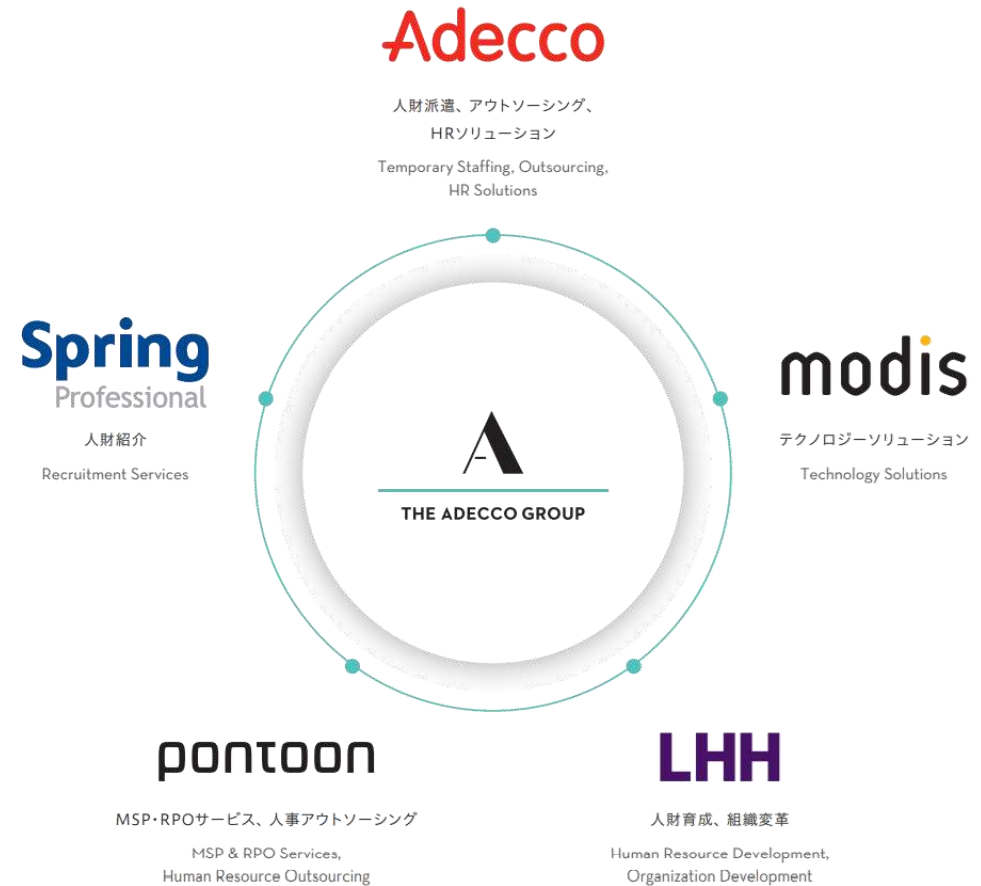 Adecco
人財派遣、アウトソーシング、
HRソリューション
Temporary Staffing, Outsourcing,
HR Solutions
Spring
Professional
人財紹介
Recruitment Services
modis
テクノロジーソリューション
Technology Solutions
A
THE ADECCO GROUP
pontoon
MSP・RPOサービス、人事アウトソーシング
MSP & RPO Services,
Human Resource Outsourcing
LHH
人財育成、組織変革
Human Resource Development,
Organization Development